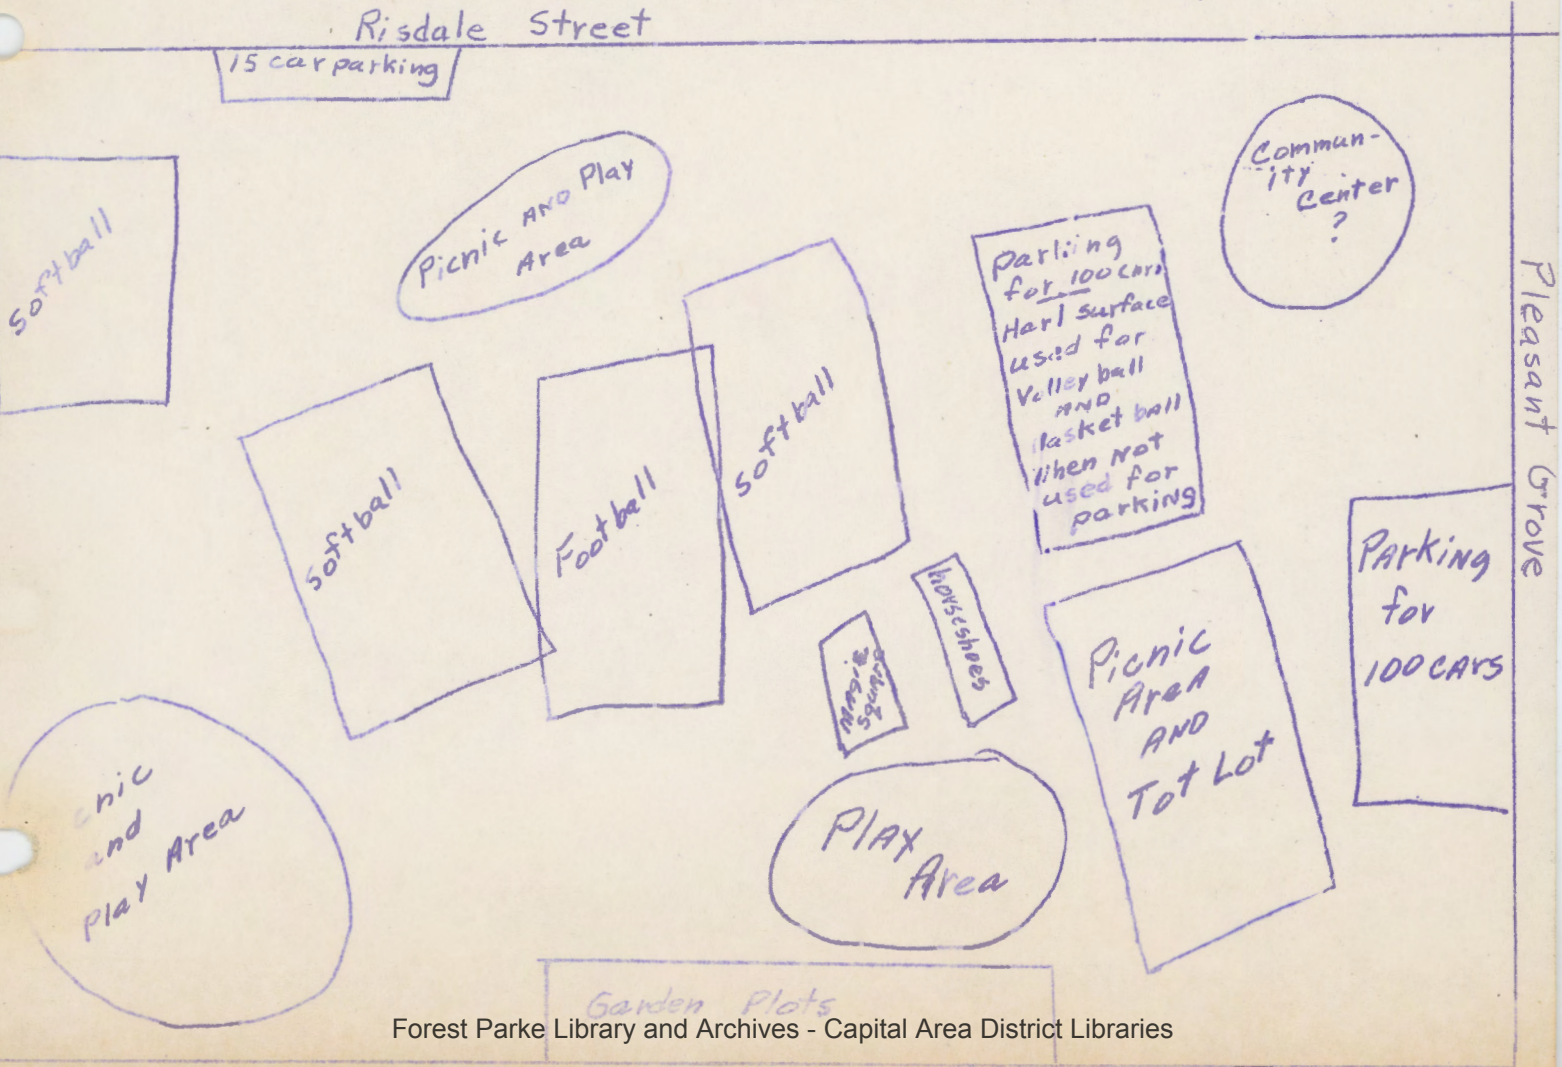 Risdale Street
15 car parking
Softball
Picnic AND Play
Area
Commun-
ity
Center
?
Parking
for 100 cars
Hard surface
used for
Volley ball
AND
Basket ball
When Not
used for
parking
Pleasant Grove
Softball
Football
Softball
horseshoes
Magic
Square
Parking
for
100 CArs
Picnic
AreA
AND
Tot Lot
cnic
and
Play Area
PlAy
Area
Garden Plots
Forest Parke Library and Archives - Capital Area District Libraries